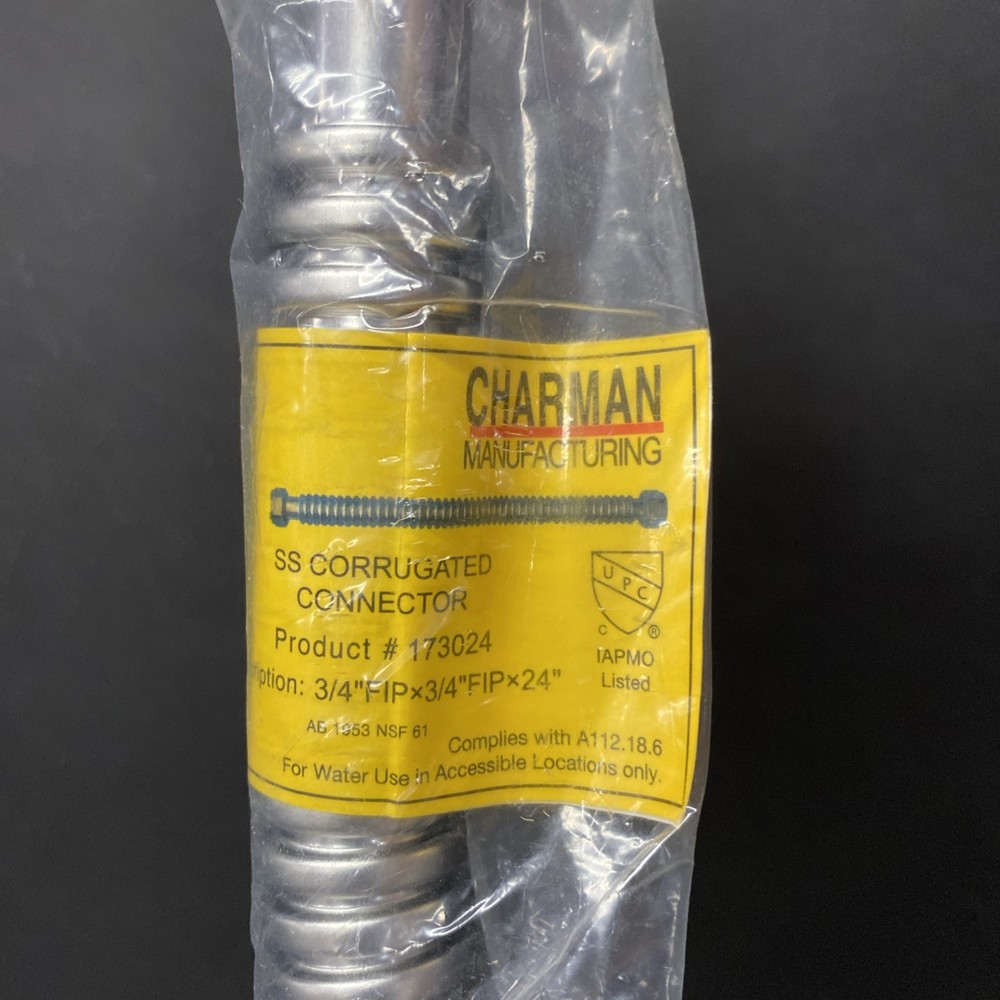 CHARMAN
MANUFACTURING
SS CORRUGATED
CONNECTOR
Product # 173024
ription: 3/4"FIP×3/4"FIP×24"
UPC
C ®
IAPMO
Listed
AB 1953 NSF 61
Complies with A112.18.6
For Water Use in Accessible Locations only.